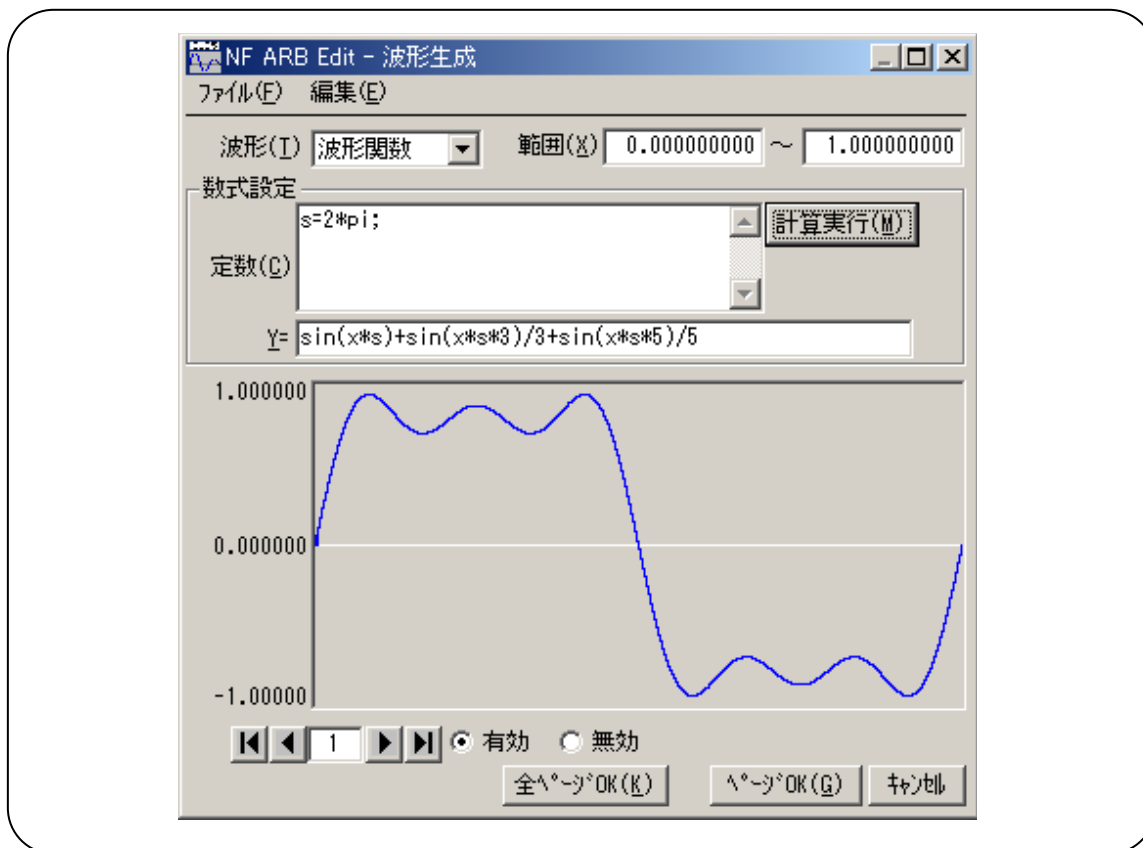 NF ARB Edit - 波形生成
ﾌｧｲﾙ(F) 編集(E)
波形(T) 波形関数 範囲(X) 0.000000000 ～ 1.000000000
数式設定
定数(C) s=2*pi; 計算実行(M)
Y= sin(x*s)+sin(x*s*3)/3+sin(x*s*5)/5
1.000000
0.000000
-1.00000
1 有効 無効
全ﾍﾟｰｼﾞOK(K) ﾍﾟｰｼﾞOK(G) ｷｬﾝｾﾙ